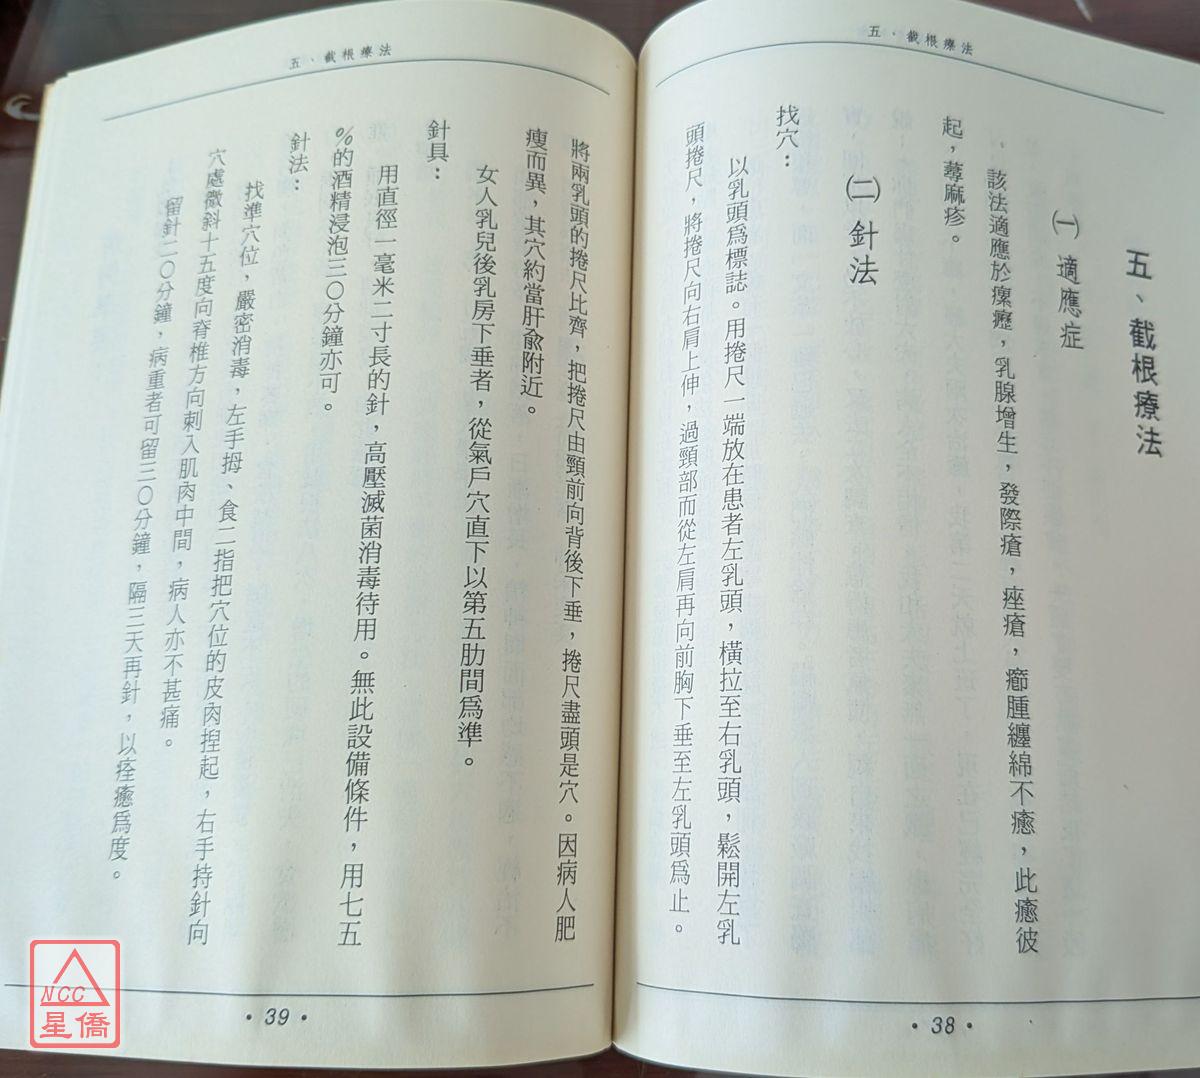 五、截根療法
五、截根療法
㈠ 適應症
該法適應於瘰癧，乳腺增生，發際瘡，痤瘡，癤腫纏綿不癒，此癒彼
起，蕁麻疹。
㈡ 針法
找穴：
以乳頭爲標誌。用捲尺一端放在患者左乳頭，橫拉至右乳頭，鬆開左乳
頭捲尺，將捲尺向右肩上伸，過頸部而從左肩再向前胸下垂至左乳頭爲止。
•38•
五、截根療法
將兩乳頭的捲尺比齊，把捲尺由頸前向背後下垂，捲尺盡頭是穴。因病人肥
瘦而異，其穴約當肝兪附近。
女人乳兒後乳房下垂者，從氣戶穴直下以第五肋間爲準。
針具：
用直徑一毫米二寸長的針，高壓滅菌消毒待用。無此設備條件，用七五
%的酒精浸泡三〇分鐘亦可。
針法：
找準穴位，嚴密消毒，左手拇、食二指把穴位的皮肉捏起，右手持針向
穴處微斜十五度向脊椎方向刺入肌肉中間，病人亦不甚痛。
留針二〇分鐘，病重者可留三〇分鐘，隔三天再針，以痊癒爲度。
•39•
NCC
星僑